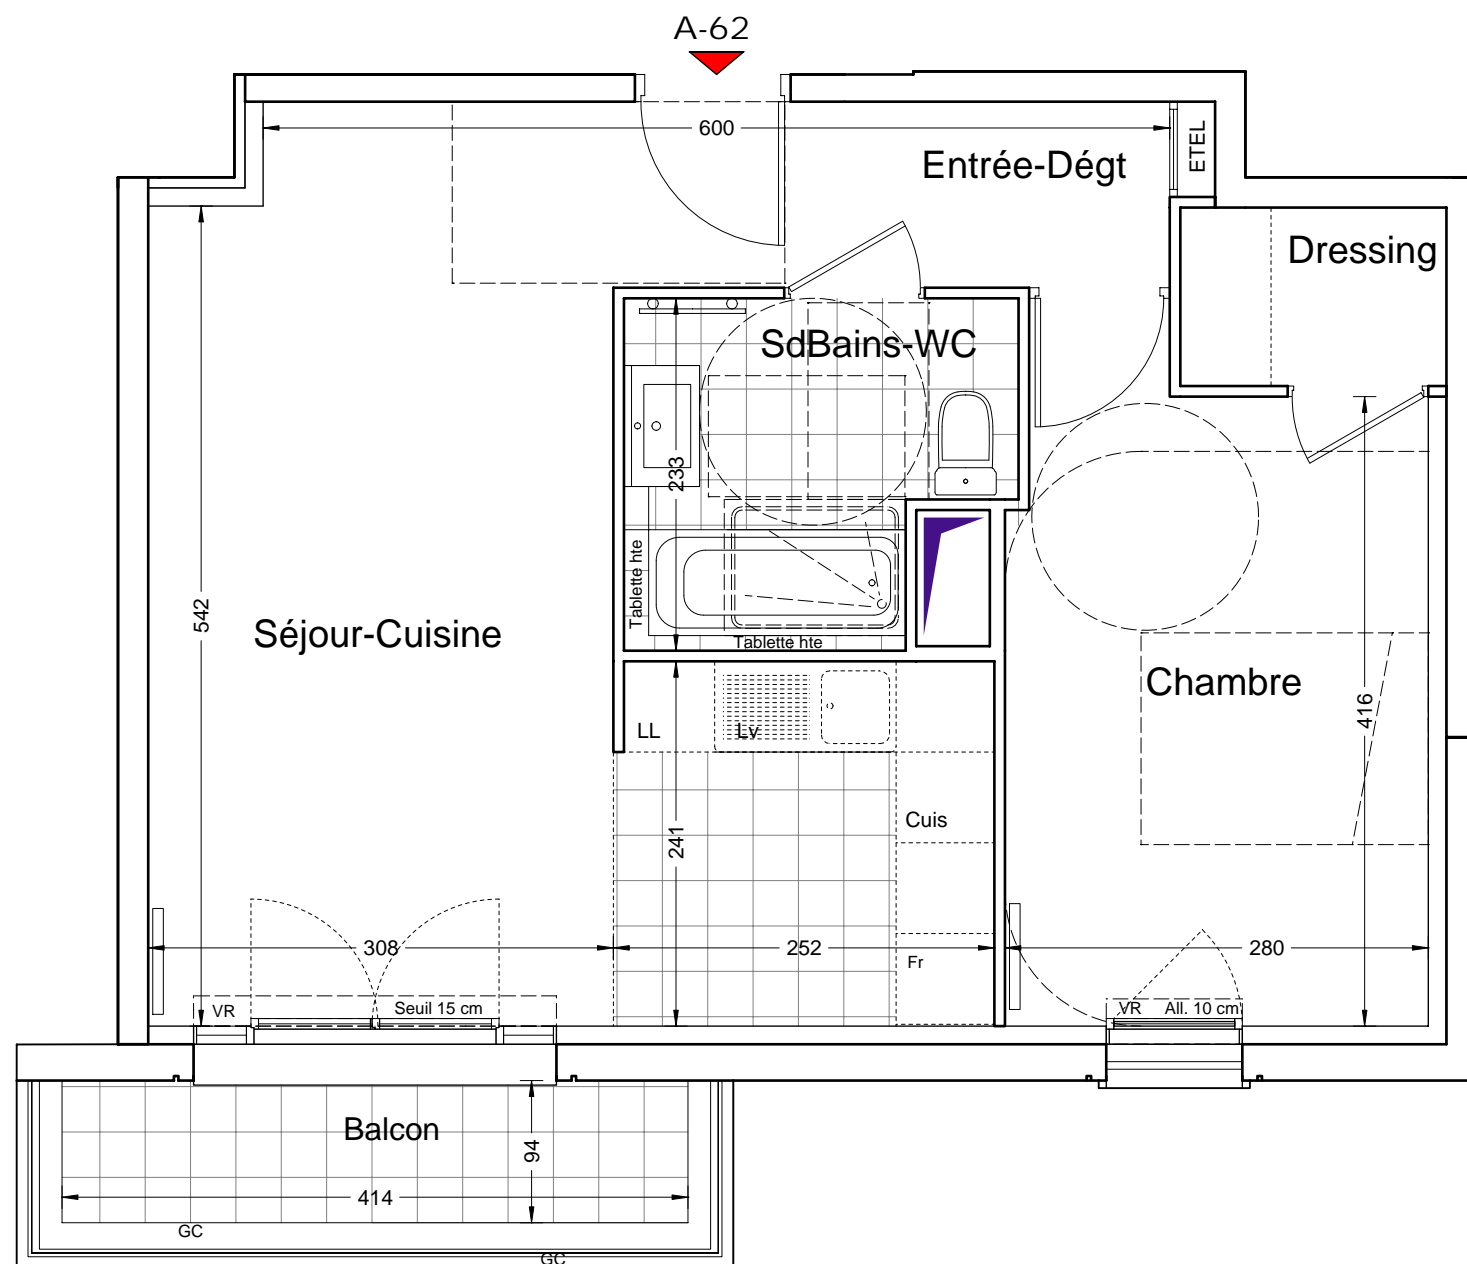 A-62
600
ETEL
Entrée-Dégt
Dressing
SdBains-WC
233
542
Tablette hte
Séjour-Cuisine
Tablette hte
Chambre
416
LL
Lv
Cuis
241
308
252
280
Fr
VR
Seuil 15 cm
VR
All. 10 cm
Balcon
94
414
GC
GC